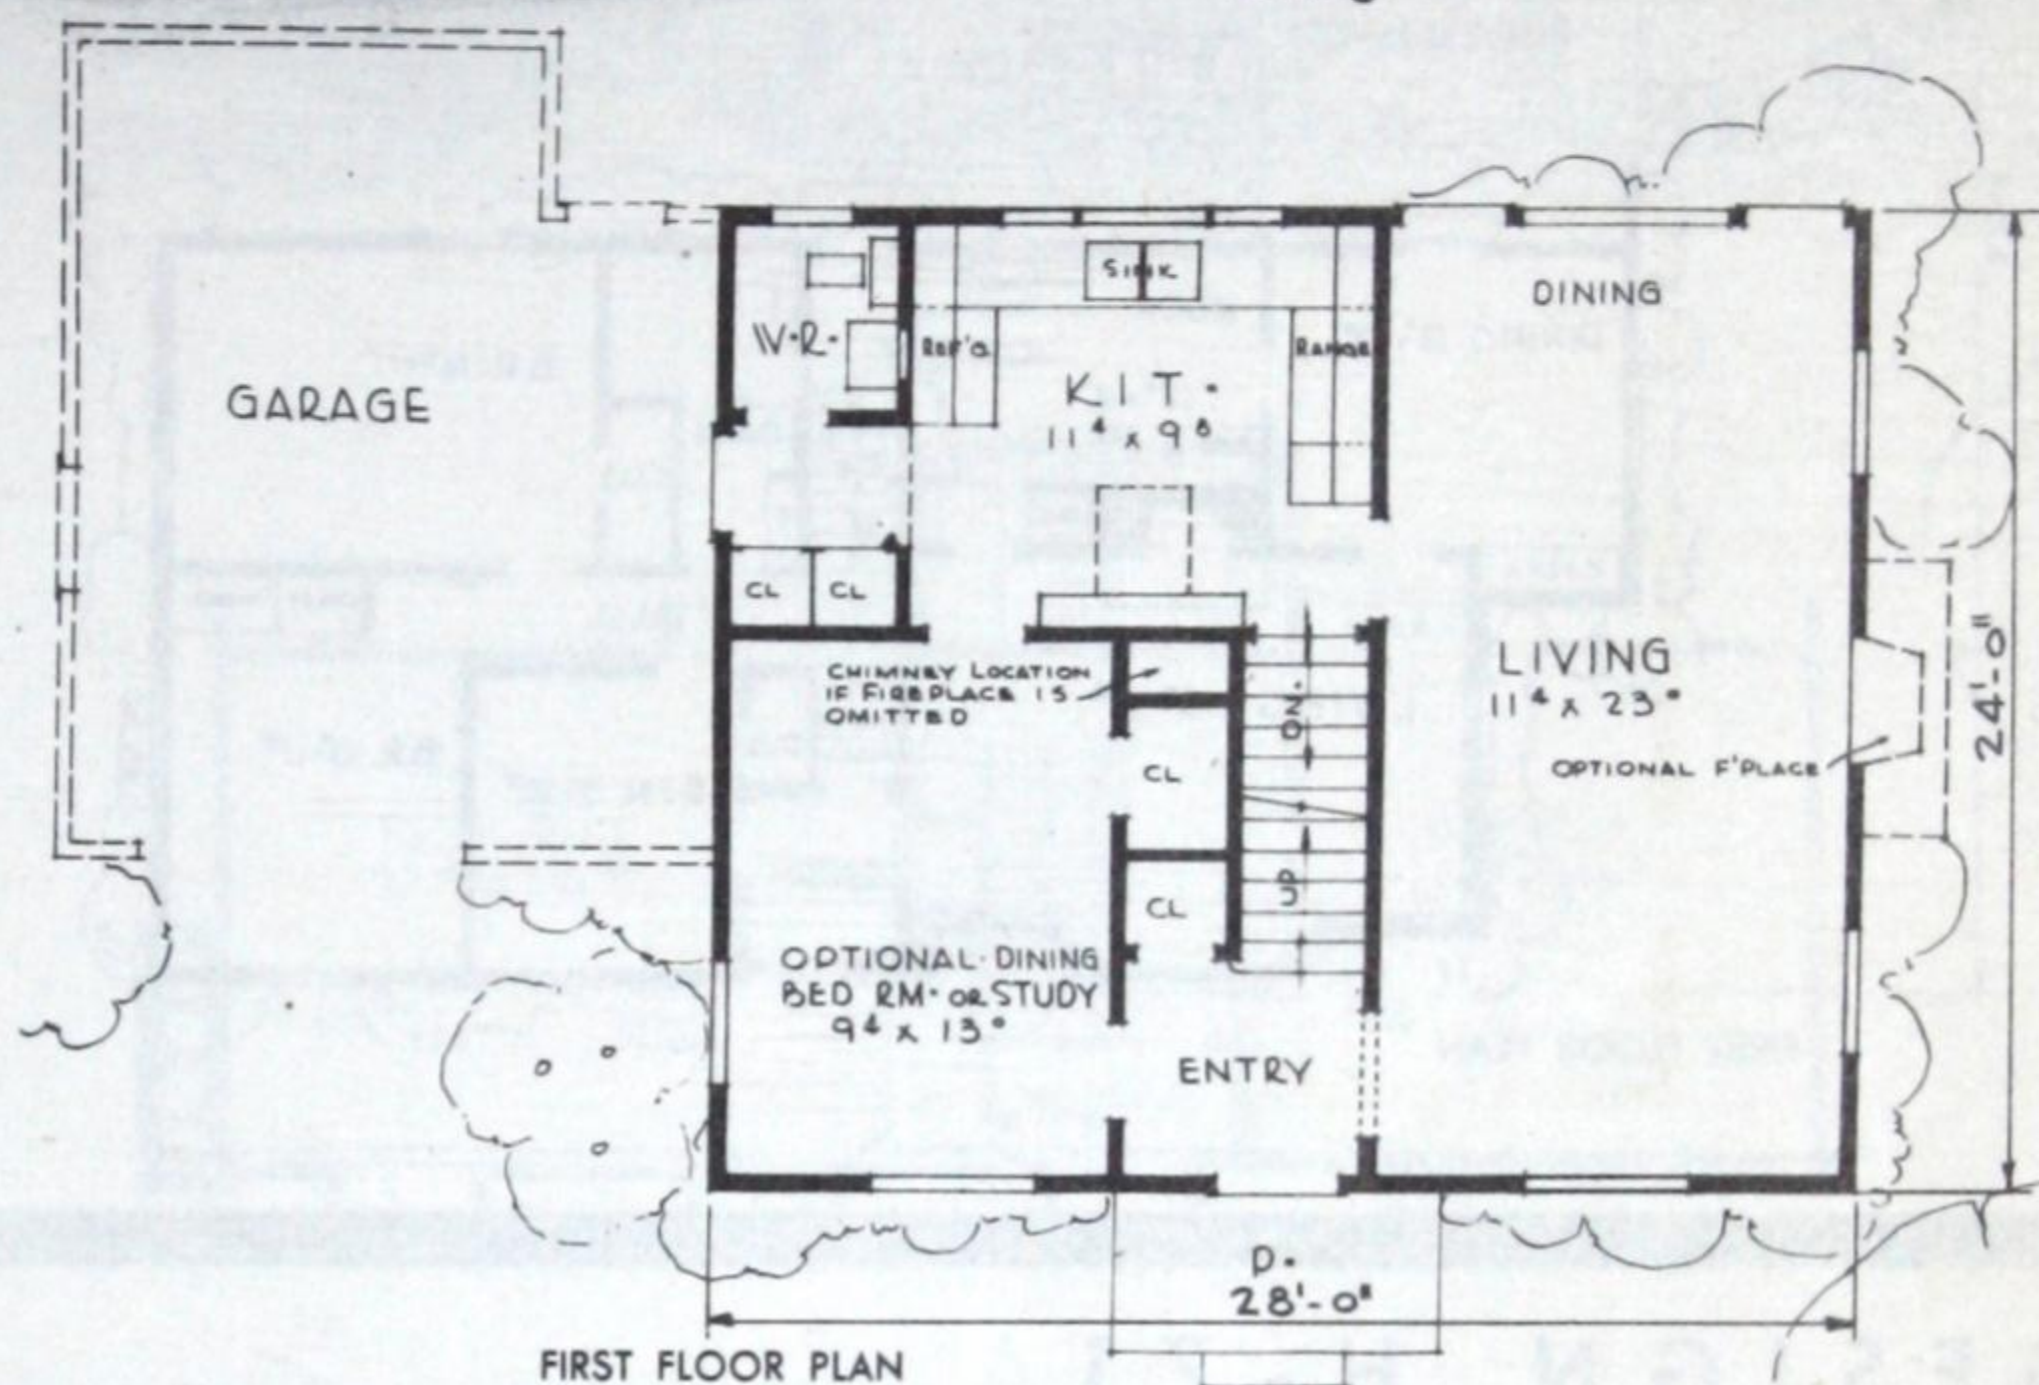 GARAGE
W·R·
REF'G
SINK
RANGE
KIT·
11⁴ x 9⁸
DINING
CL
CL
CHIMNEY LOCATION
IF FIREPLACE IS
OMITTED
DN.
LIVING
11⁴ x 23⁰
OPTIONAL F'PLACE
24'-0"
CL
UP
CL
OPTIONAL·DINING
BED RM· OR STUDY
9⁴ x 13⁰
ENTRY
P.
28'-0"
FIRST FLOOR PLAN